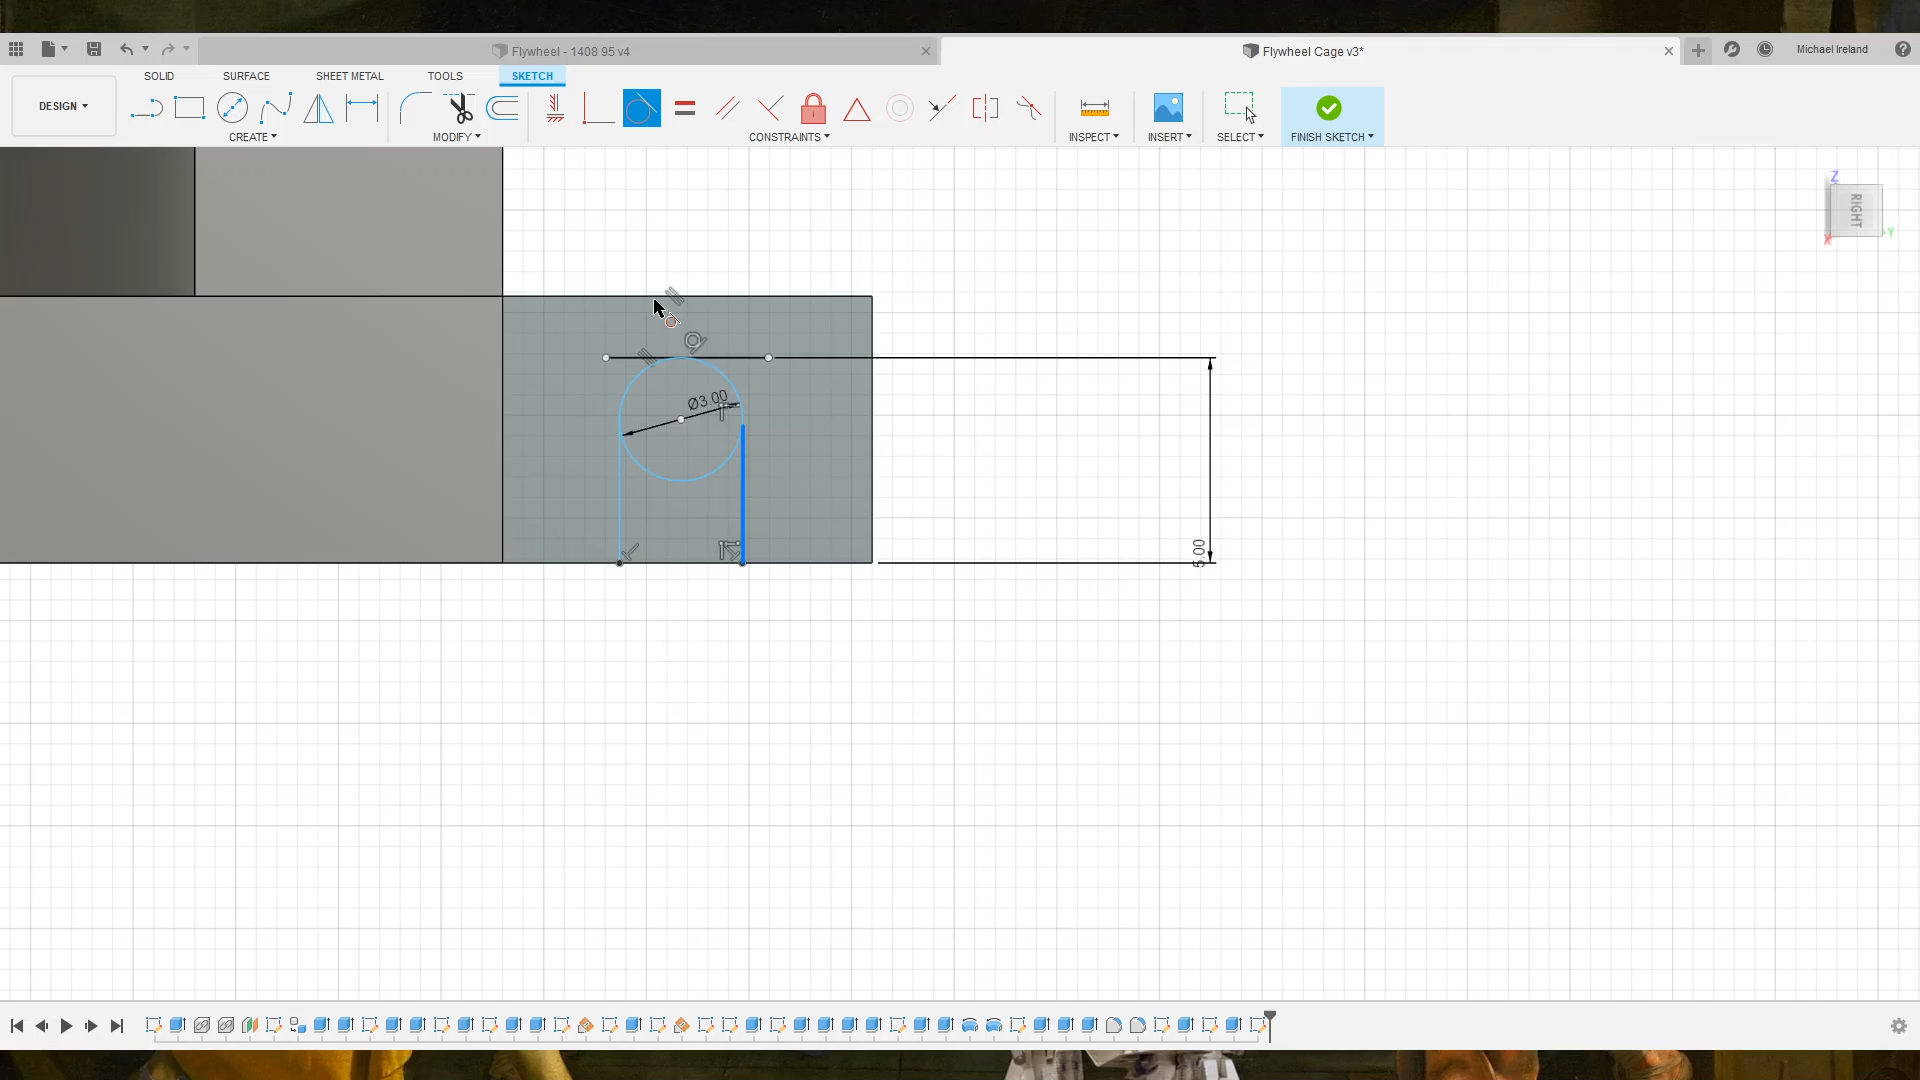 Flywheel - 1408 95 v4
Flywheel Cage v3*
Michael Ireland
DESIGN
SOLID
SURFACE
SHEET METAL
TOOLS
SKETCH
CREATE
MODIFY
CONSTRAINTS
INSPECT
INSERT
SELECT
FINISH SKETCH
Z
RIGHT
X
Y
Ø3.00
5.00